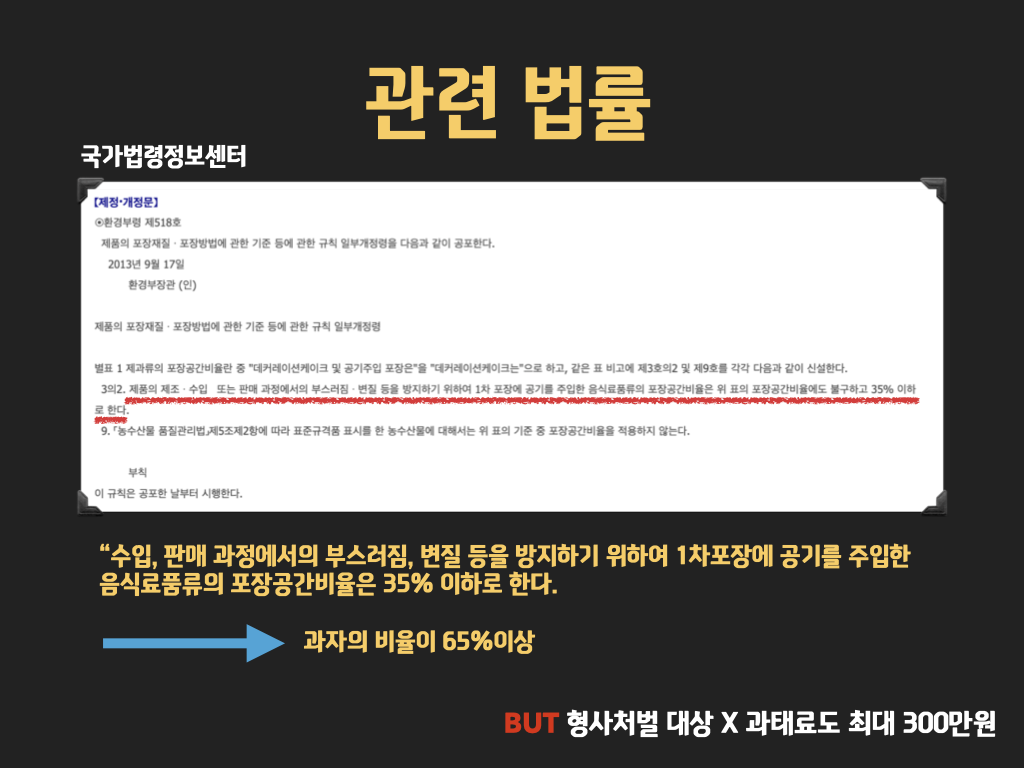 관련 법률
국가법령정보센터
【제정·개정문】
⊙환경부령 제518호
제품의 포장재질ㆍ포장방법에 관한 기준 등에 관한 규칙 일부개정령을 다음과 같이 공포한다.
2013년 9월 17일
환경부장관 (인)
제품의 포장재질ㆍ포장방법에 관한 기준 등에 관한 규칙 일부개정령
별표 1 제과류의 포장공간비율란 중 "데커레이션케이크 및 공기주입 포장은"을 "데커레이션케이크는"으로 하고, 같은 표 비고에 제3호의2 및 제9호를 각각 다음과 같이 신설한다.
3의2. 제품의 제조ㆍ수입 또는 판매 과정에서의 부스러짐ㆍ변질 등을 방지하기 위하여 1차 포장에 공기를 주입한 음식료품류의 포장공간비율은 위 표의 포장공간비율에도 불구하고 35% 이하
로 한다.
9. 「농수산물 품질관리법」제5조제2항에 따라 표준규격품 표시를 한 농수산물에 대해서는 위 표의 기준 중 포장공간비율을 적용하지 않는다.
부칙
이 규칙은 공포한 날부터 시행한다.
“수입, 판매 과정에서의 부스러짐, 변질 등을 방지하기 위하여 1차포장에 공기를 주입한
음식료품류의 포장공간비율은 35% 이하로 한다.
과자의 비율이 65%이상
BUT 형사처벌 대상 X 과태료도 최대 300만원